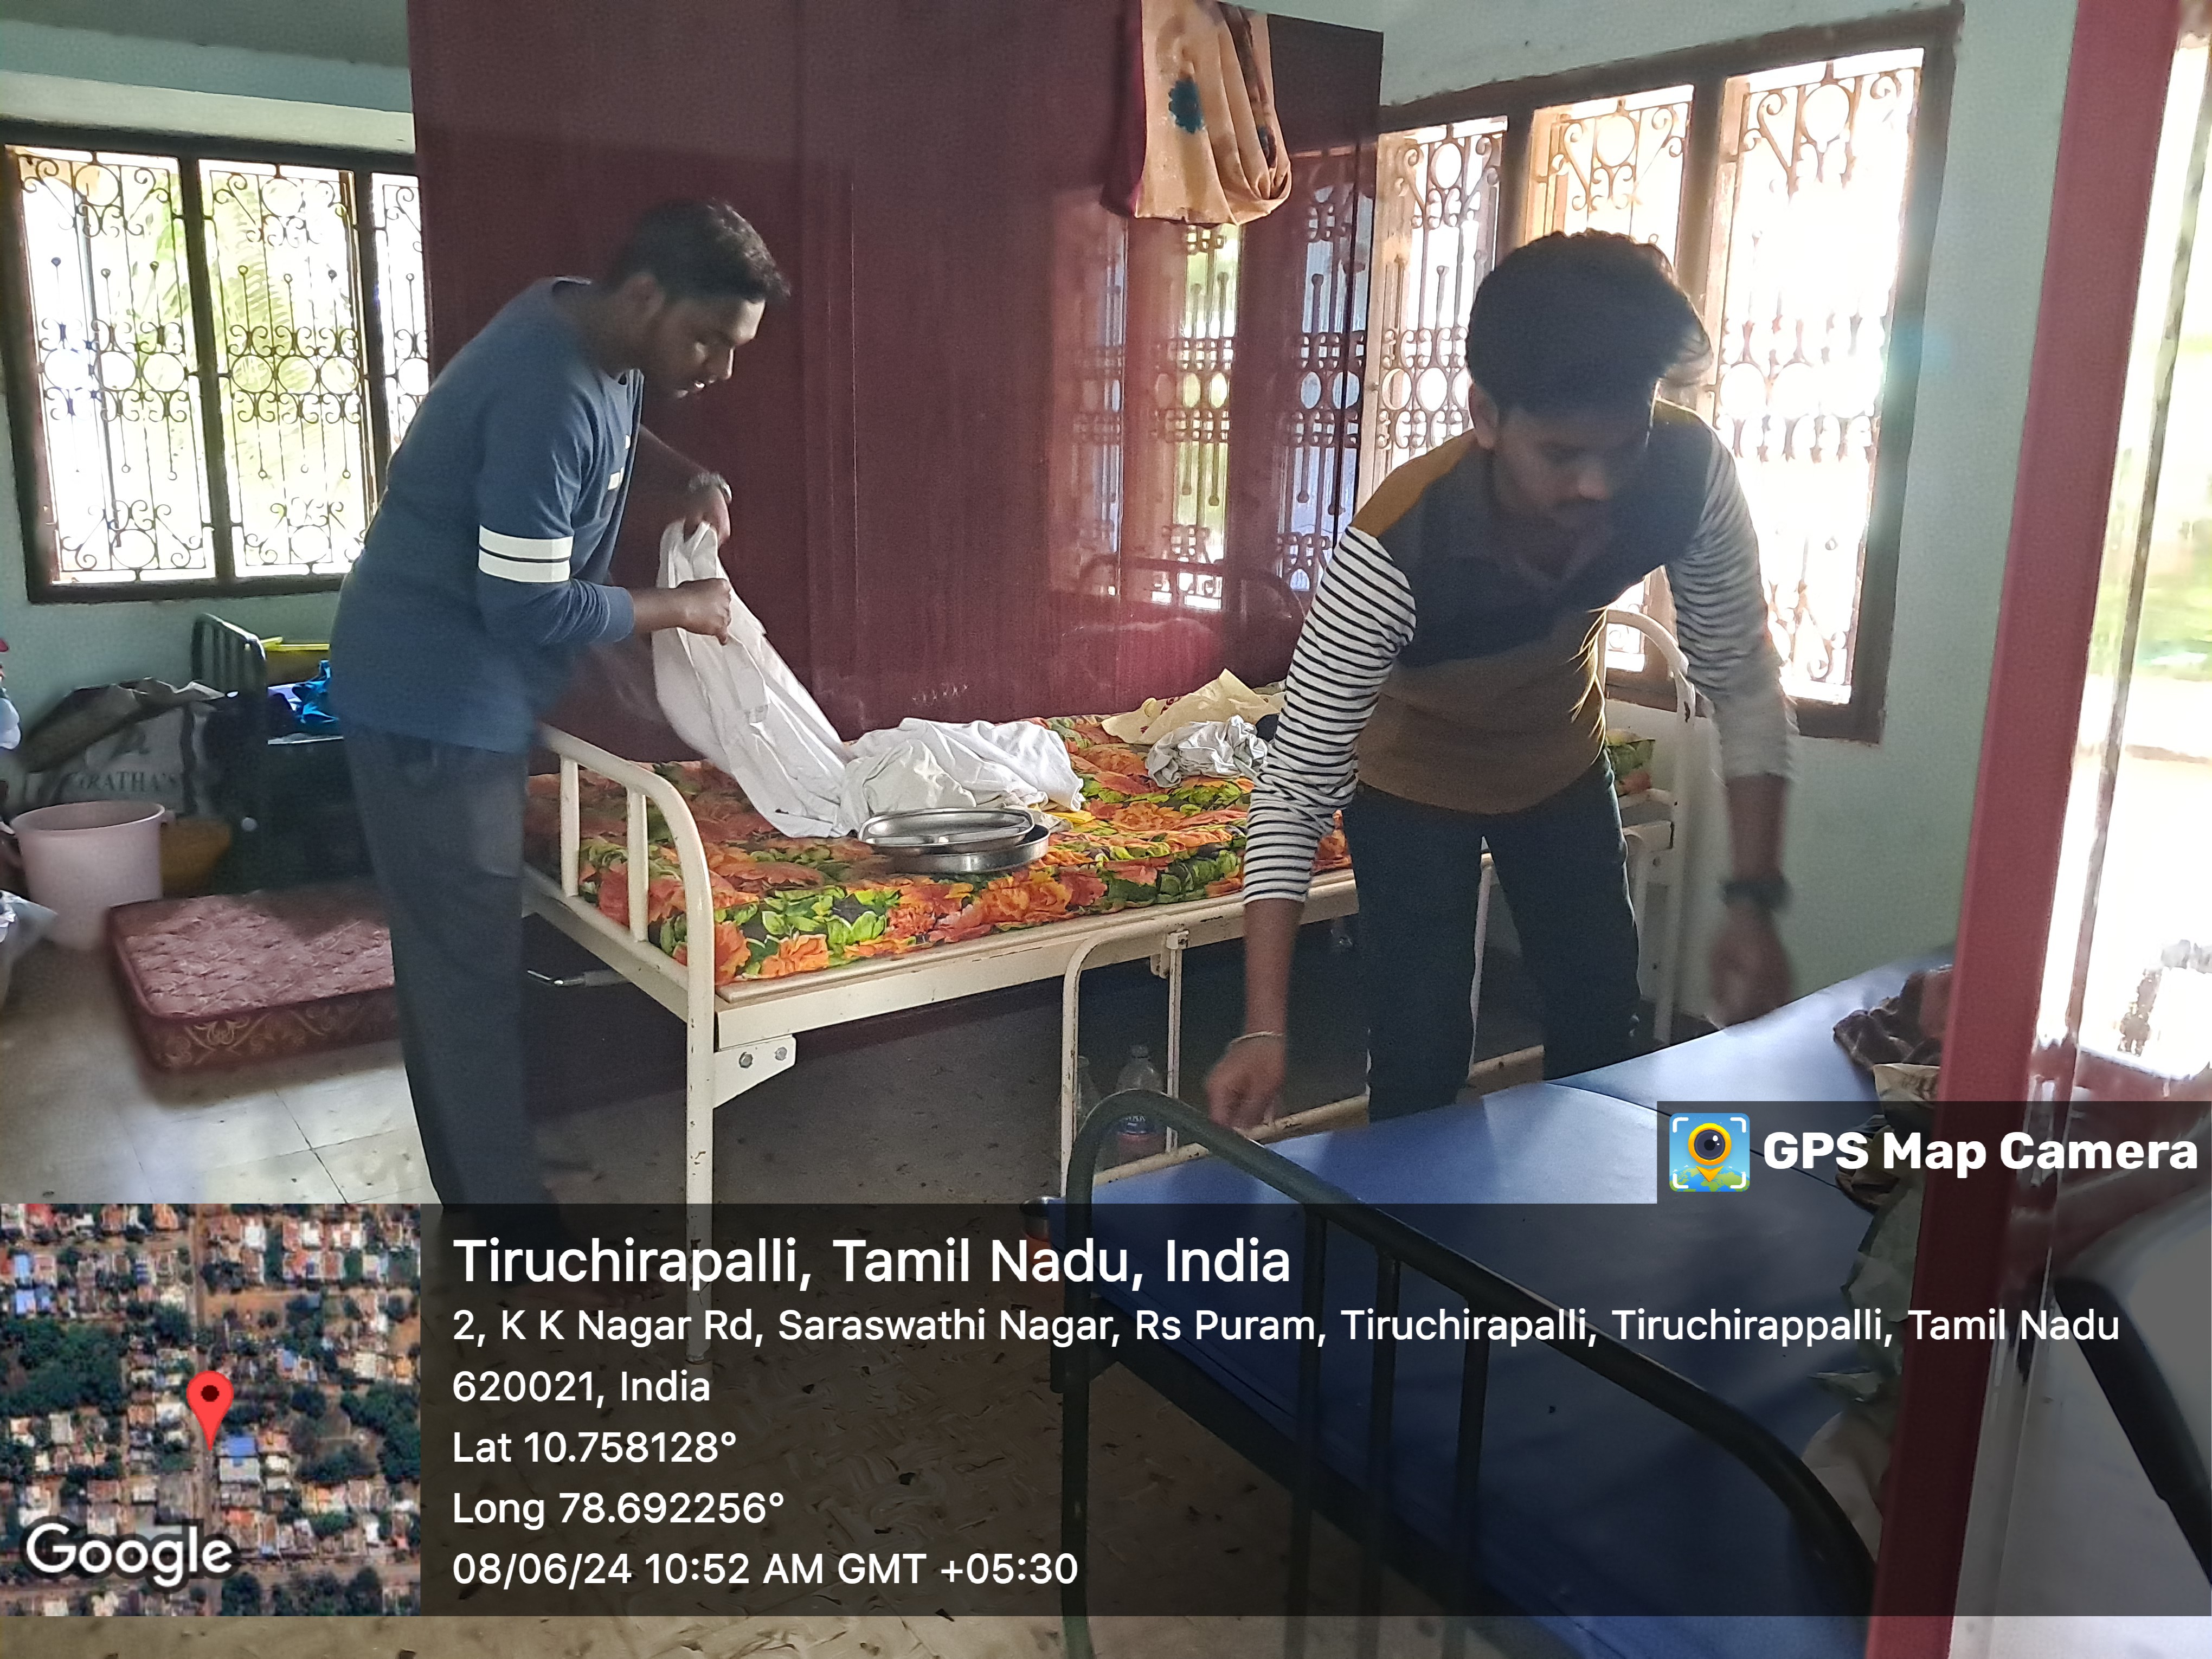 GRATHA'S
GPS Map Camera
Tiruchirapalli, Tamil Nadu, India
2, K K Nagar Rd, Saraswathi Nagar, Rs Puram, Tiruchirapalli, Tiruchirappalli, Tamil Nadu
620021, India
Lat 10.758128°
Long 78.692256°
08/06/24 10:52 AM GMT +05:30
Google